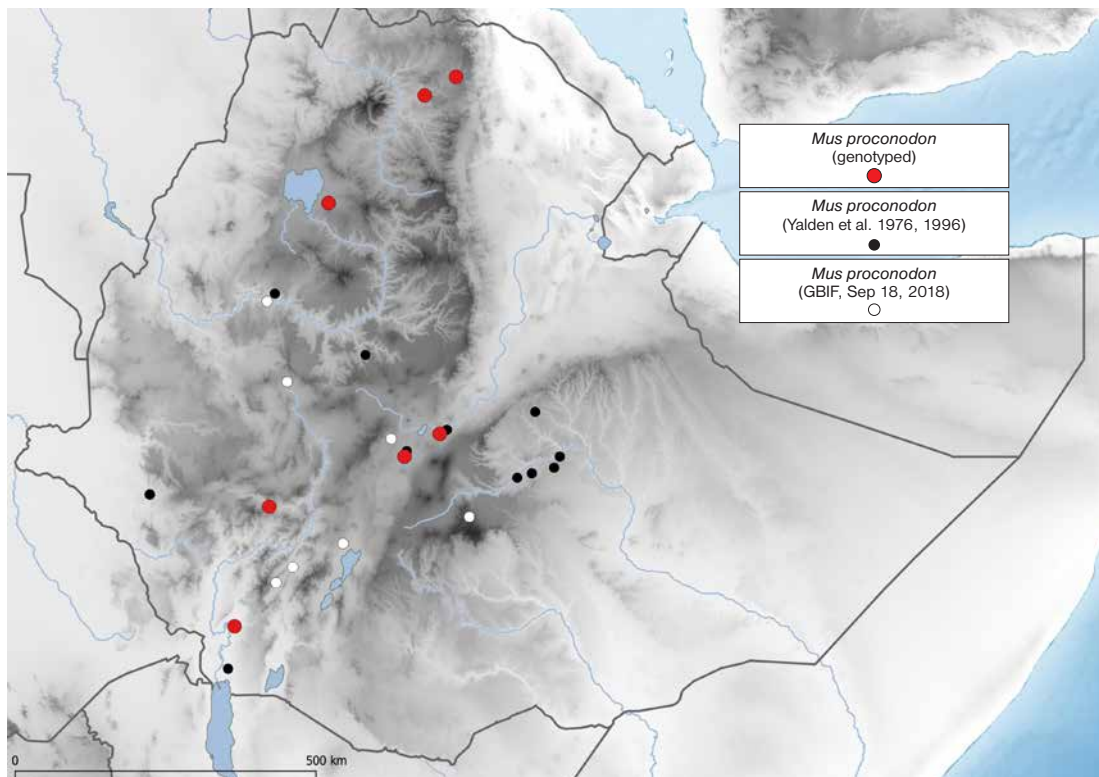 Mus proconodon
(genotyped)
Mus proconodon
(Yalden et al. 1976, 1996)
Mus proconodon
(GBIF, Sep 18, 2018)
0
500 km